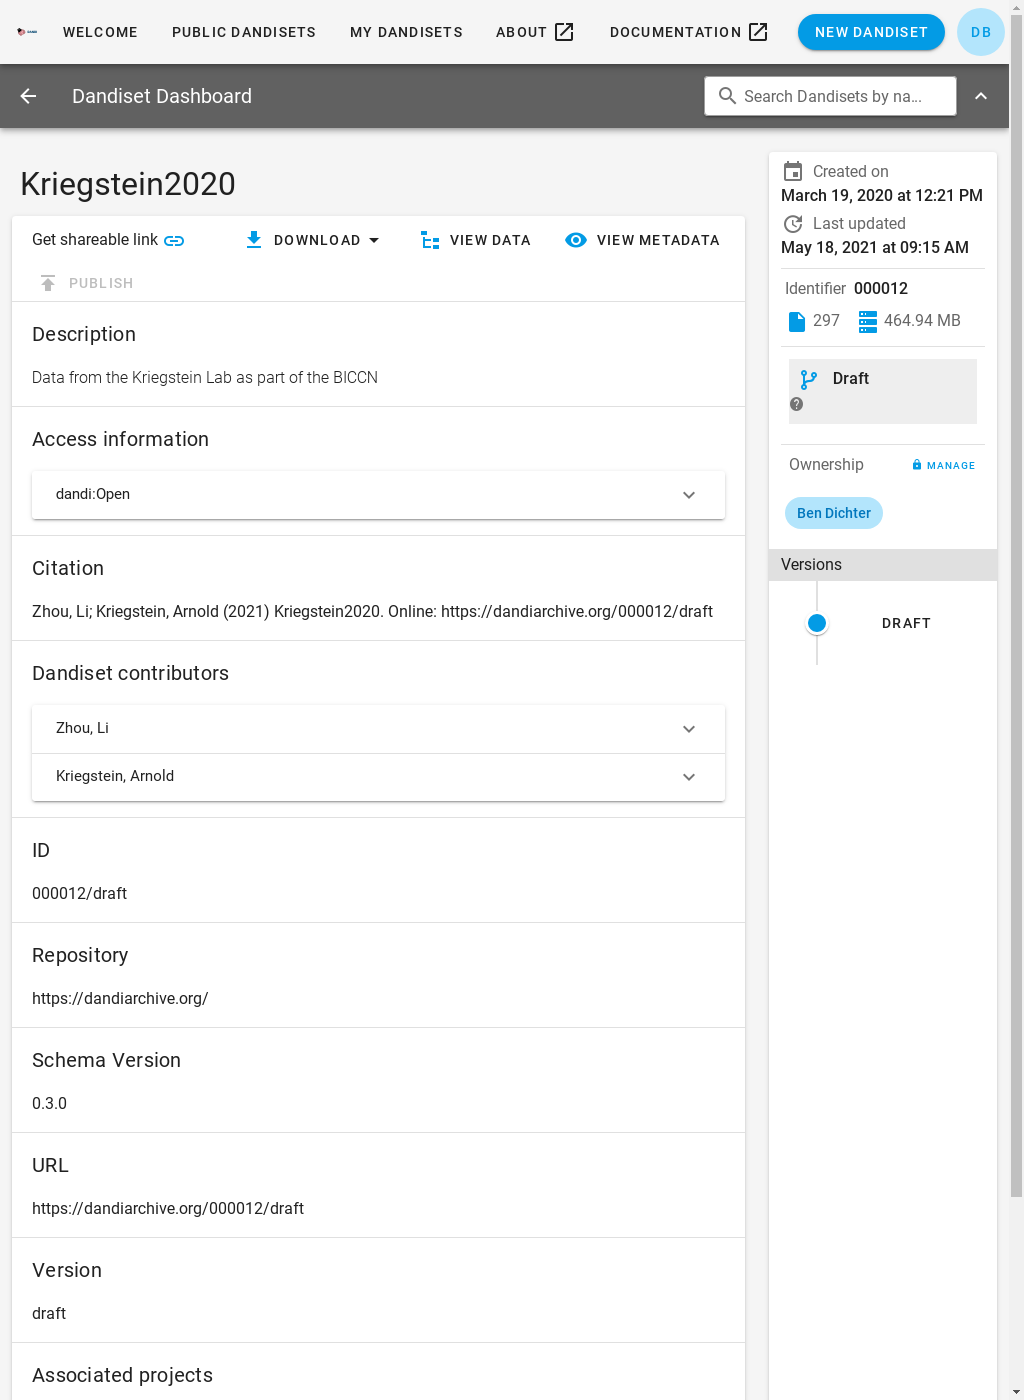 WELCOME PUBLIC DANDISETS MY DANDISETS ABOUT DOCUMENTATION NEW DANDISET DB
Dandiset Dashboard
Search Dandisets by na...
Kriegstein2020
Get shareable link DOWNLOAD VIEW DATA VIEW METADATA
PUBLISH
Description
Data from the Kriegstein Lab as part of the BICCN
Access information
dandi:Open
Citation
Zhou, Li; Kriegstein, Arnold (2021) Kriegstein2020. Online: https://dandiarchive.org/000012/draft
Dandiset contributors
Zhou, Li
Kriegstein, Arnold
ID
000012/draft
Repository
https://dandiarchive.org/
Schema Version
0.3.0
URL
https://dandiarchive.org/000012/draft
Version
draft
Associated projects
Created on
March 19, 2020 at 12:21 PM
Last updated
May 18, 2021 at 09:15 AM
Identifier 000012
297 464.94 MB
Draft
Ownership MANAGE
Ben Dichter
Versions
DRAFT